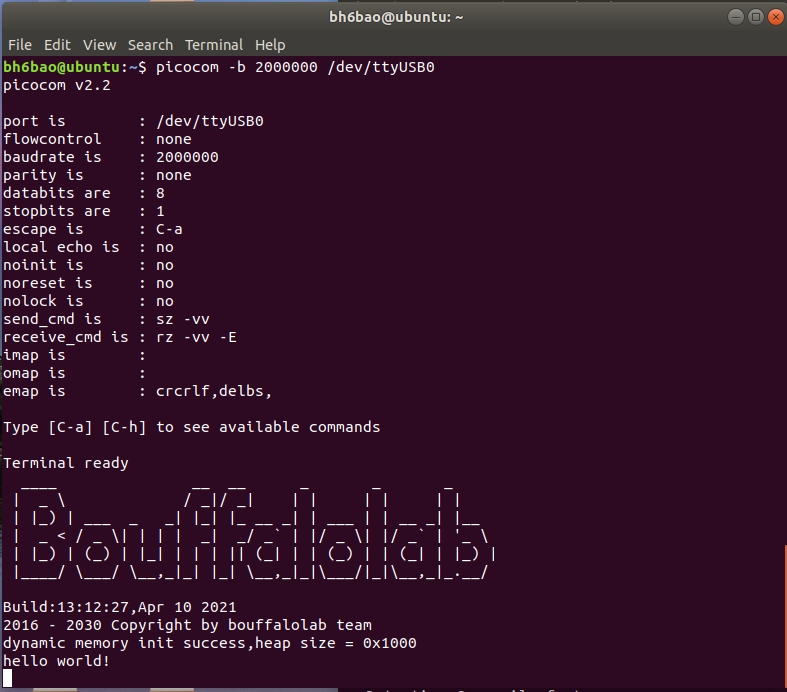 bh6bao@ubuntu: ~
File Edit View Search Terminal Help
bh6bao@ubuntu:~$ picocom -b 2000000 /dev/ttyUSB0
picocom v2.2
port is : /dev/ttyUSB0
flowcontrol : none
baudrate is : 2000000
parity is : none
databits are : 8
stopbits are : 1
escape is : C-a
local echo is : no
noinit is : no
noreset is : no
nolock is : no
send_cmd is : sz -vv
receive_cmd is : rz -vv -E
imap is :
omap is :
emap is : crcrlf,delbs,
Type [C-a] [C-h] to see available commands
Terminal ready
Bouffalolab
Build:13:12:27,Apr 10 2021
2016 - 2030 Copyright by bouffalolab team
dynamic memory init success,heap size = 0x1000
hello world!